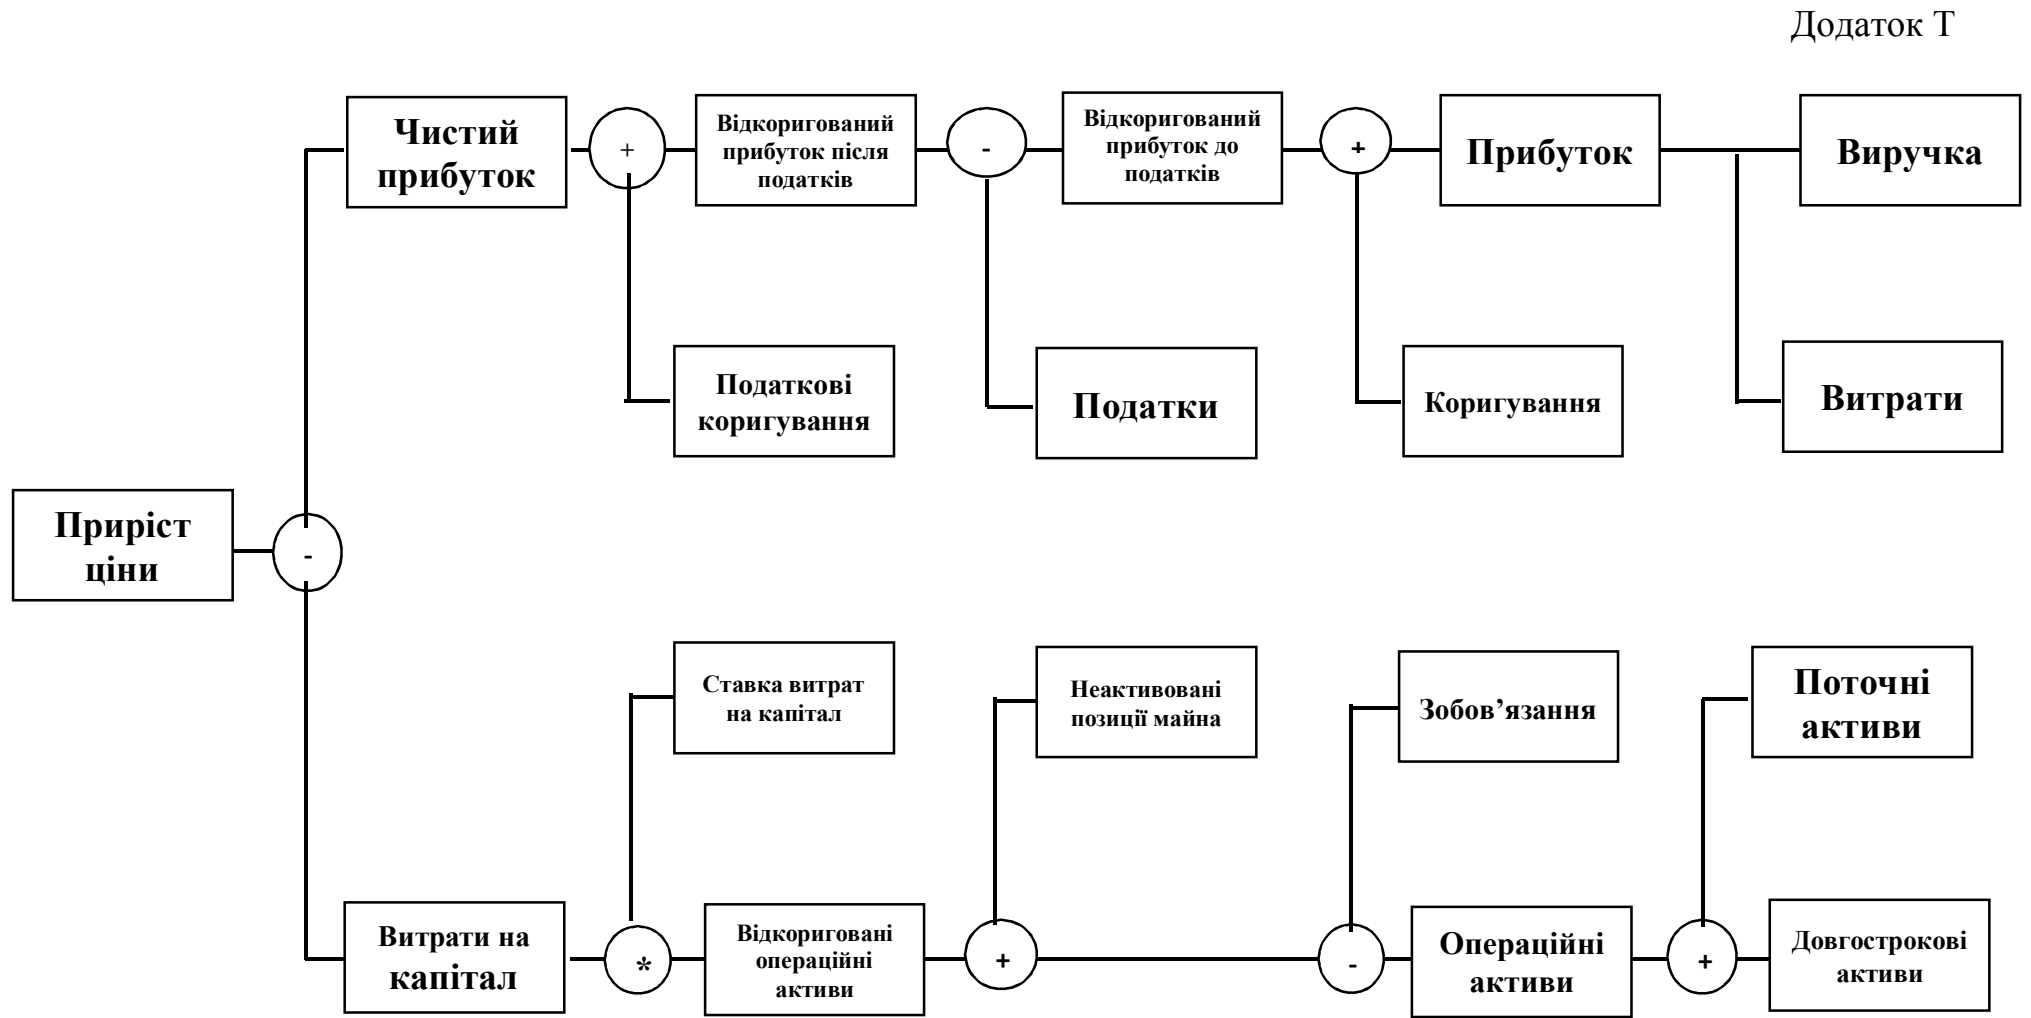 Додаток Т
Чистий
прибуток
+
Відкоригований
прибуток після
податків
-
Відкоригований
прибуток до
податків
+
Прибуток
Виручка
Податкові
коригування
Податки
Коригування
Витрати
Приріст
ціни
-
Ставка витрат
на капітал
Неактивовані
позиції майна
Зобов’язання
Поточні
активи
Витрати на
капітал
*
Відкориговані
операційні
активи
+
-
Операційні
активи
+
Довгострокові
активи